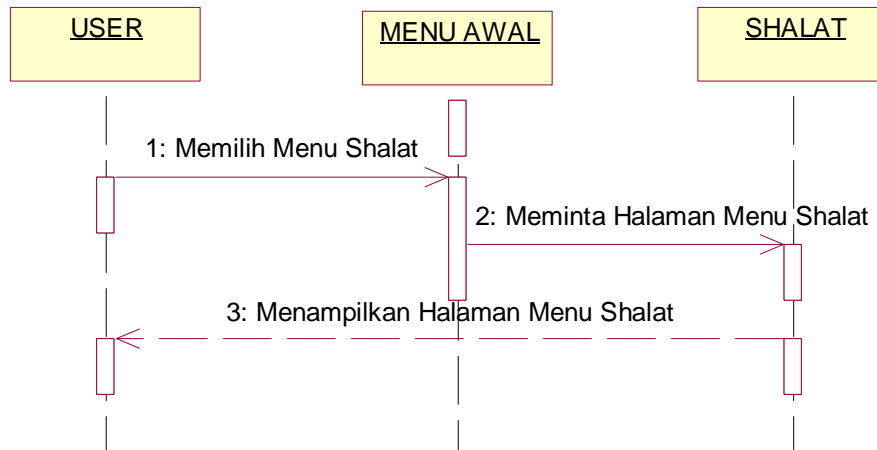 USER
MENU AWAL
SHALAT
1: Memilih Menu Shalat
2: Meminta Halaman Menu Shalat
3: Menampilkan Halaman Menu Shalat